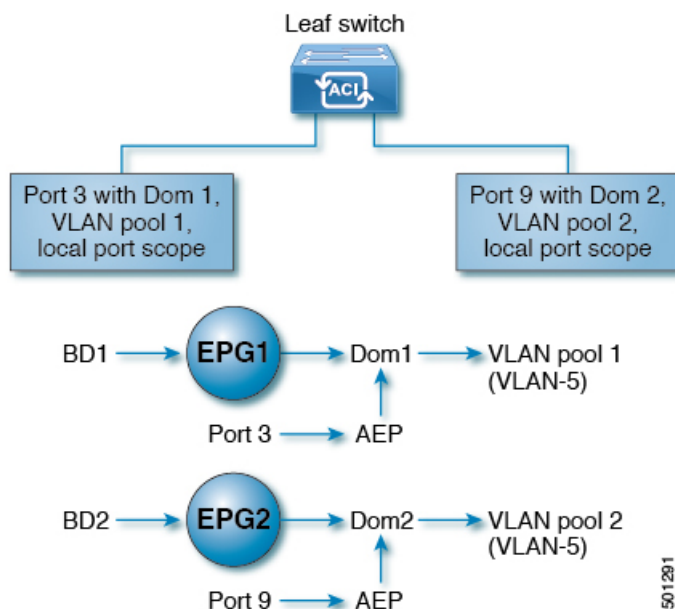 Leaf switch
ACI
Port 3 with Dom 1,
VLAN pool 1,
local port scope
Port 9 with Dom 2,
VLAN pool 2,
local port scope
BD1
EPG1
Dom1
VLAN pool 1
(VLAN-5)
Port 3
AEP
BD2
EPG2
Dom2
VLAN pool 2
(VLAN-5)
Port 9
AEP
501291